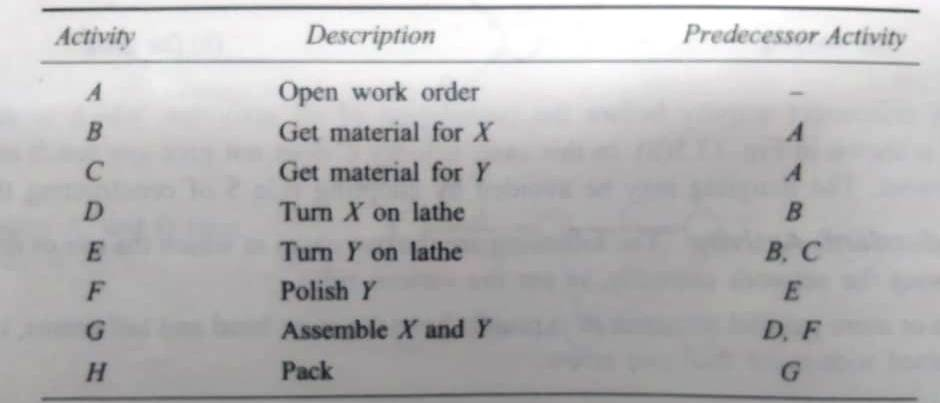 Activity Description Predecessor Activity
A Open work order –
B Get material for X A
C Get material for Y A
D Turn X on lathe B
E Turn Y on lathe B, C
F Polish Y E
G Assemble X and Y D, F
H Pack G